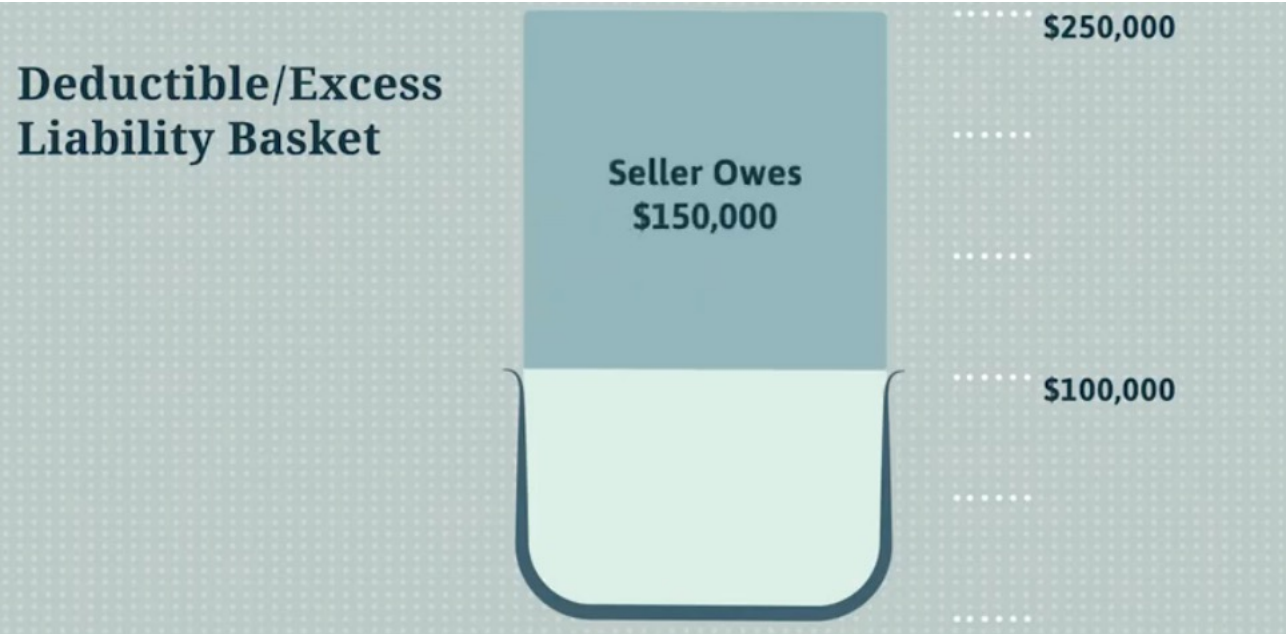 Deductible/Excess
Liability Basket
$250,000
Seller Owes
$150,000
$100,000